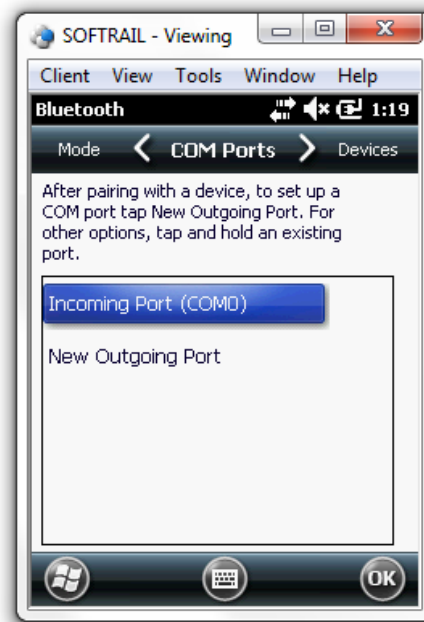 SOFTRAIL - Viewing
Client View Tools Window Help
Bluetooth 1:19
Mode COM Ports Devices
After pairing with a device, to set up a
COM port tap New Outgoing Port. For
other options, tap and hold an existing
port.
Incoming Port (COM0)
New Outgoing Port
OK